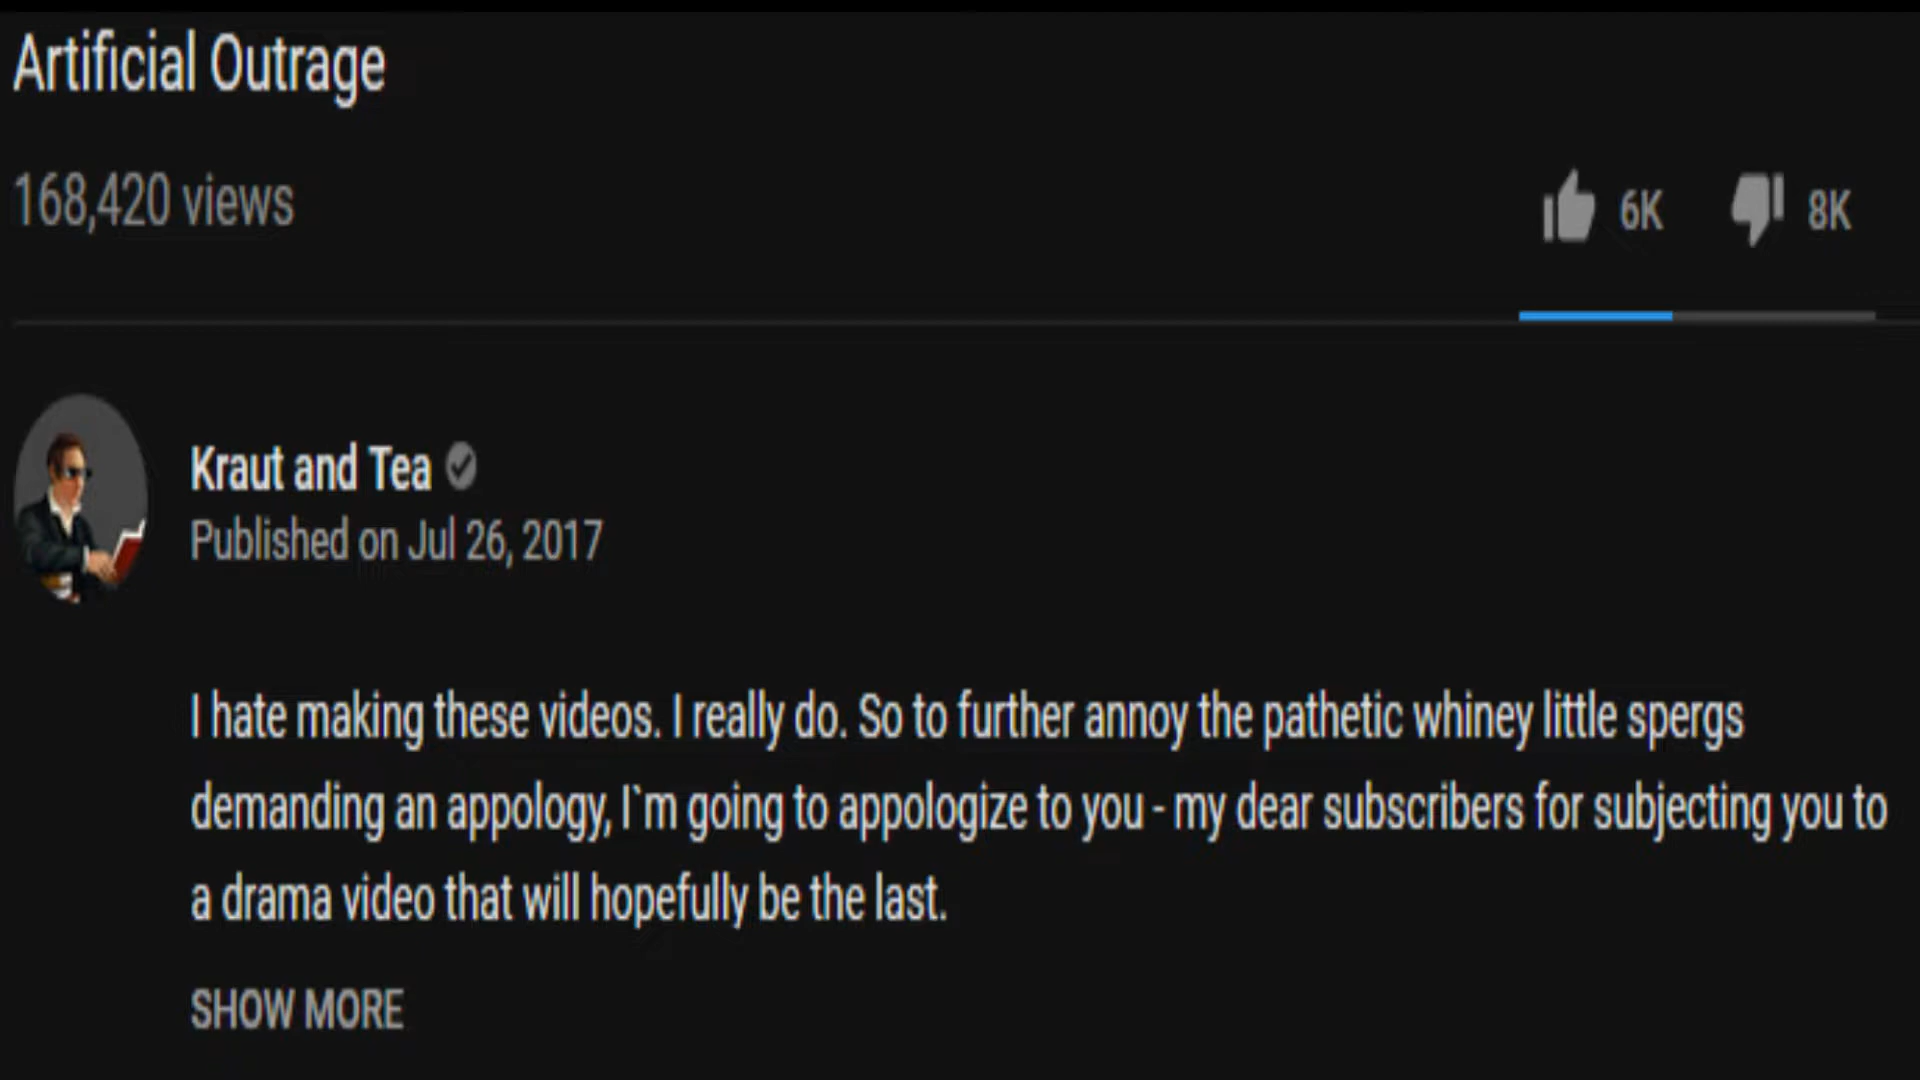 Artificial Outrage
168,420 views
6K 8K
Kraut and Tea
Published on Jul 26, 2017
I hate making these videos. I really do. So to further annoy the pathetic whiney little spergs
demanding an appology, I`m going to appologize to you - my dear subscribers for subjecting you to
a drama video that will hopefully be the last.
SHOW MORE